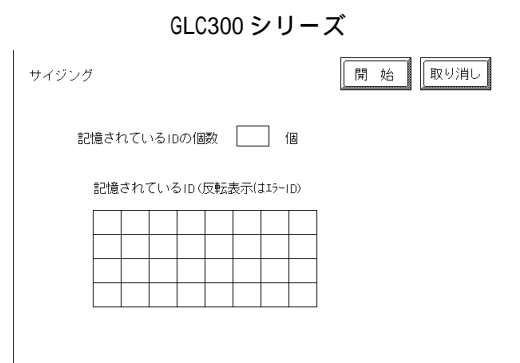 GLC300 シリーズ
サイジング
開 始
取り消し
記憶されているIDの個数 個
記憶されているID(反転表示はｴﾗｰID)